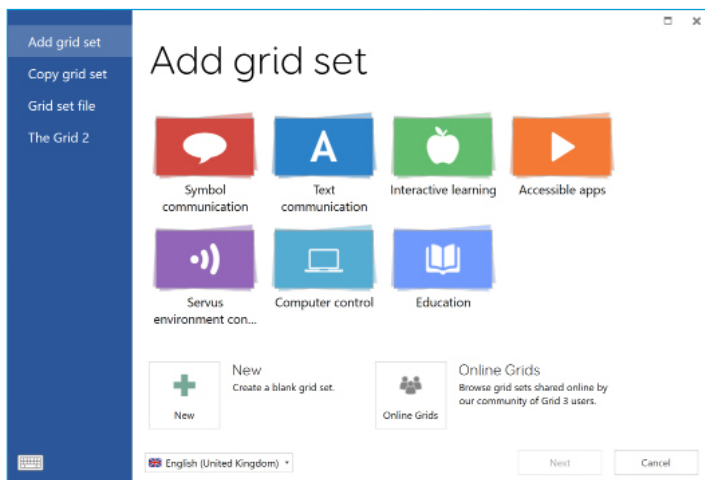 Add grid set
Copy grid set
Grid set file
The Grid 2
Add grid set
Symbol
communication
A
Text
communication
Interactive learning
Accessible apps
Servus
environment con...
Computer control
Education
New
New
Create a blank grid set.
Online Grids
Online Grids
Browse grid sets shared online by
our community of Grid 3 users.
English (United Kingdom)
Next
Cancel